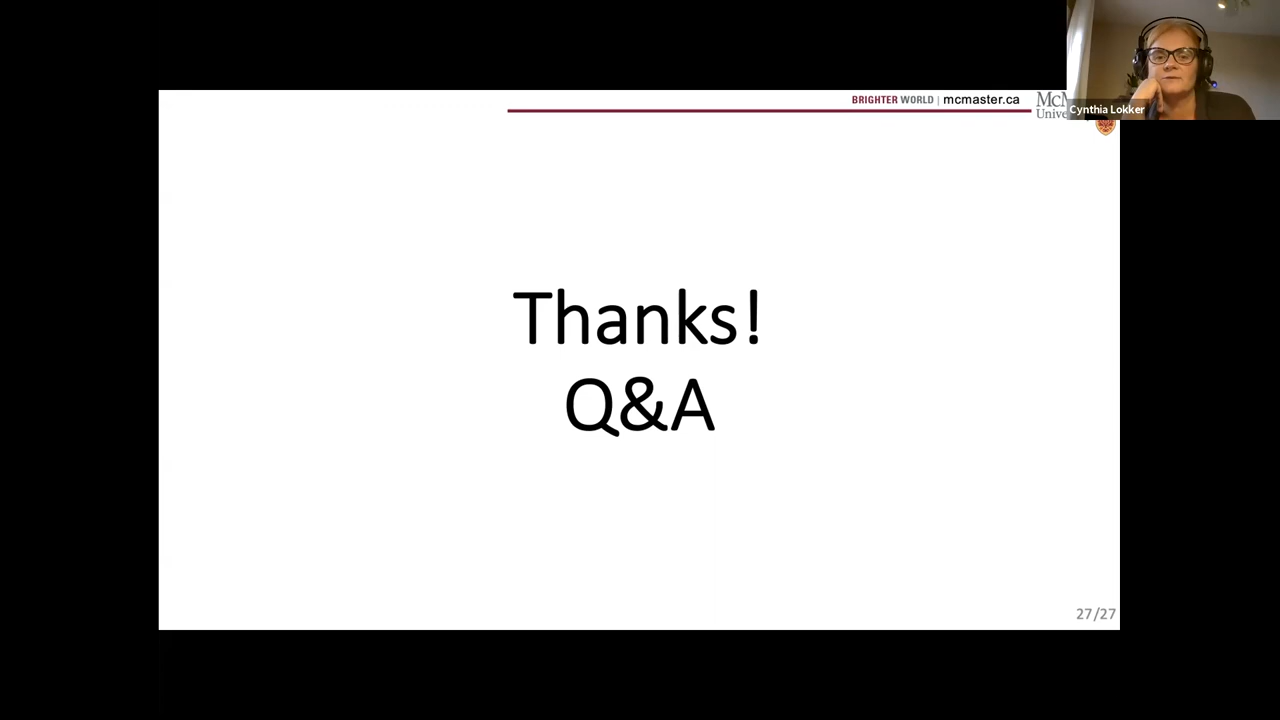 BRIGHTER WORLD | mcmaster.ca
Cynthia Lokker
Thanks!
Q&A
27/27